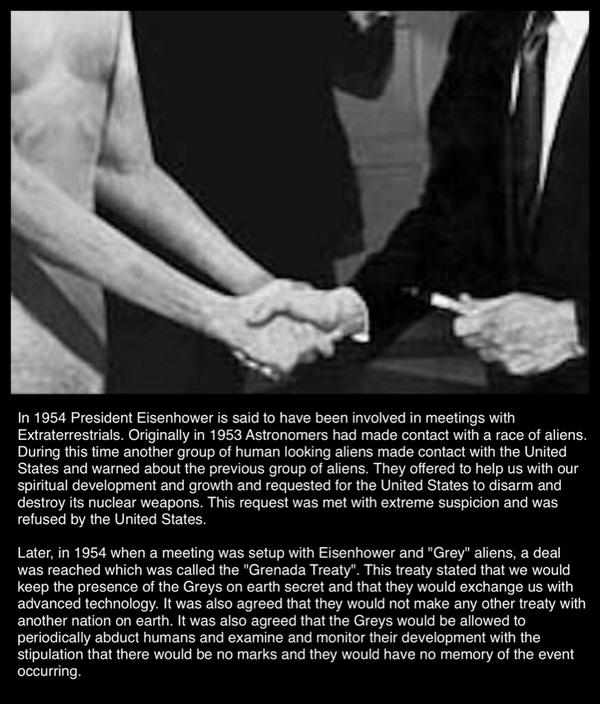 In 1954 President Eisenhower is said to have been involved in meetings with
Extraterrestrials. Originally in 1953 Astronomers had made contact with a race of aliens.
During this time another group of human looking aliens made contact with the United
States and warned about the previous group of aliens. They offered to help us with our
spiritual development and growth and requested for the United States to disarm and
destroy its nuclear weapons. This request was met with extreme suspicion and was
refused by the United States.
Later, in 1954 when a meeting was setup with Eisenhower and "Grey" aliens, a deal
was reached which was called the "Grenada Treaty". This treaty stated that we would
keep the presence of the Greys on earth secret and that they would exchange us with
advanced technology. It was also agreed that they would not make any other treaty with
another nation on earth. It was also agreed that the Greys would be allowed to
periodically abduct humans and examine and monitor their development with the
stipulation that there would be no marks and they would have no memory of the event
occurring.